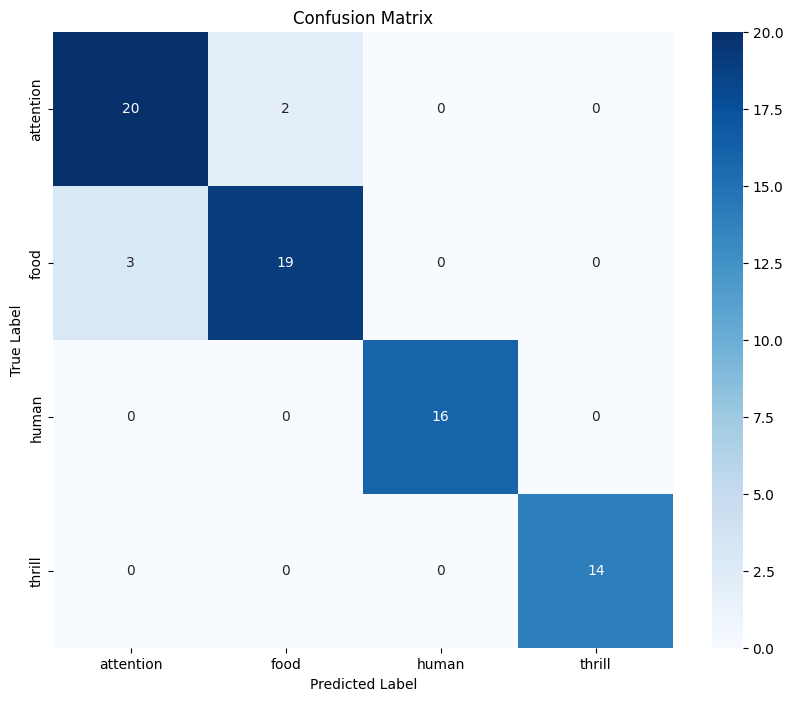 Confusion Matrix
attention
20
2
0
0
food
3
19
0
0
human
0
0
16
0
thrill
0
0
0
14
attention
food
human
thrill
True Label
Predicted Label
20.0
17.5
15.0
12.5
10.0
7.5
5.0
2.5
0.0